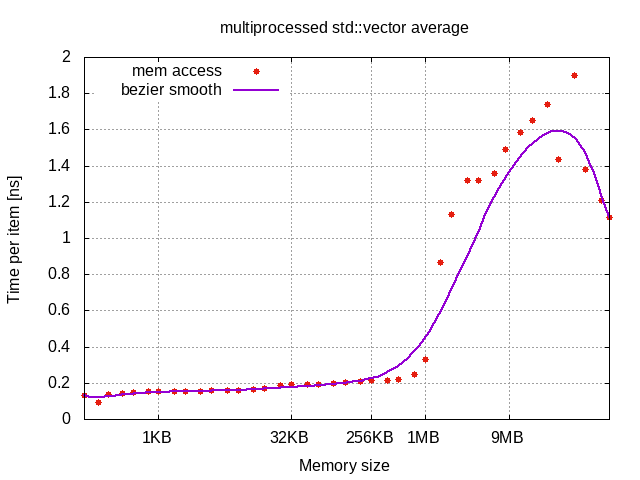 multiprocessed std::vector average
mem access
bezier smooth
2
1.8
1.6
1.4
1.2
1
0.8
0.6
0.4
0.2
0
Time per item [ns]
1KB 32KB 256KB 1MB 9MB
Memory size